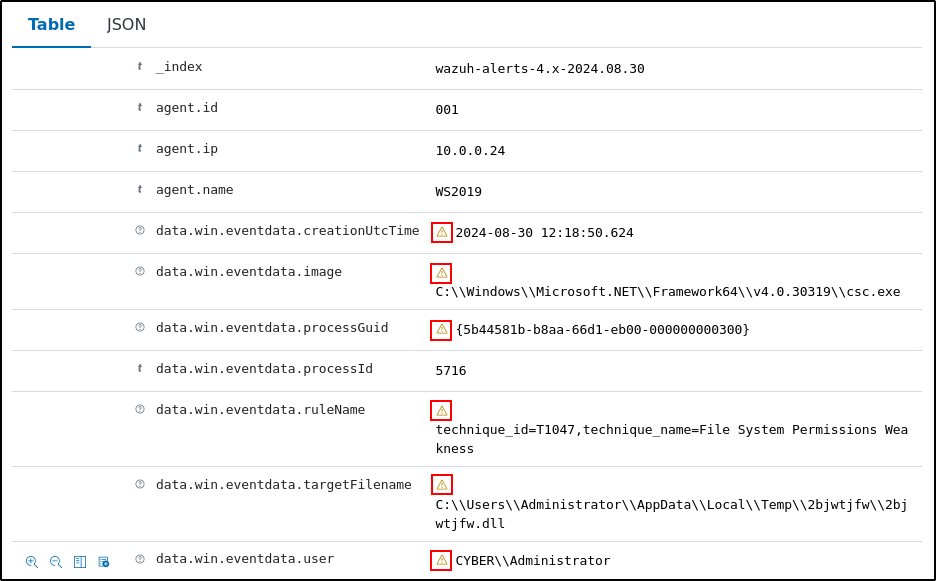 Table JSON
t _index wazuh-alerts-4.x-2024.08.30
t agent.id 001
t agent.ip 10.0.0.24
t agent.name WS2019
data.win.eventdata.creationUtcTime 2024-08-30 12:18:50.624
data.win.eventdata.image
C:\\Windows\\Microsoft.NET\\Framework64\\v4.0.30319\\csc.exe
data.win.eventdata.processGuid {5b44581b-b8aa-66d1-eb00-000000000300}
t data.win.eventdata.processId 5716
data.win.eventdata.ruleName
technique_id=T1047,technique_name=File System Permissions Wea
kness
data.win.eventdata.targetFilename
C:\\Users\\Administrator\\AppData\\Local\\Temp\\2bjwtjfw\\2bj
wtjfw.dll
data.win.eventdata.user CYBER\\Administrator